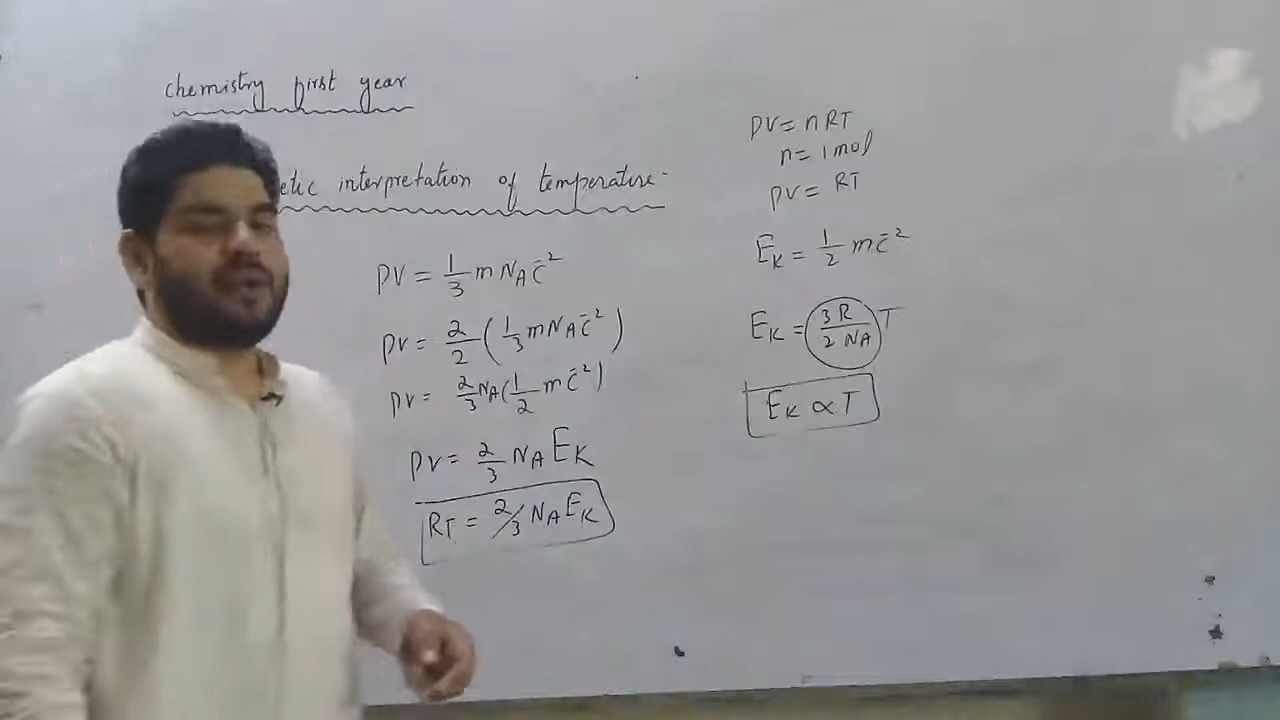 chemistry first year
etic interpretation of temperature-
PV = 1/3 m NA c̄²
PV = 2/2 (1/3 m NA c̄²)
PV = 2/3 NA (1/2 m c̄²)
PV = 2/3 NA EK
RT = 2/3 NA EK
PV = nRT
n = 1 mol
PV = RT
EK = 1/2 m c̄²
EK = (3R/2NA) T
EK ∝ T